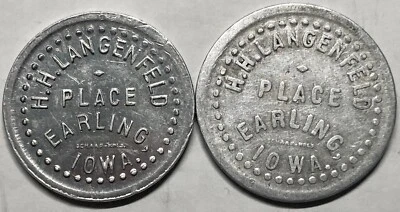 H.H. LANGENFELD
PLACE
EARLING,
IOWA.
H.H. LANGENFELD
PLACE
EARLING,
IOWA.